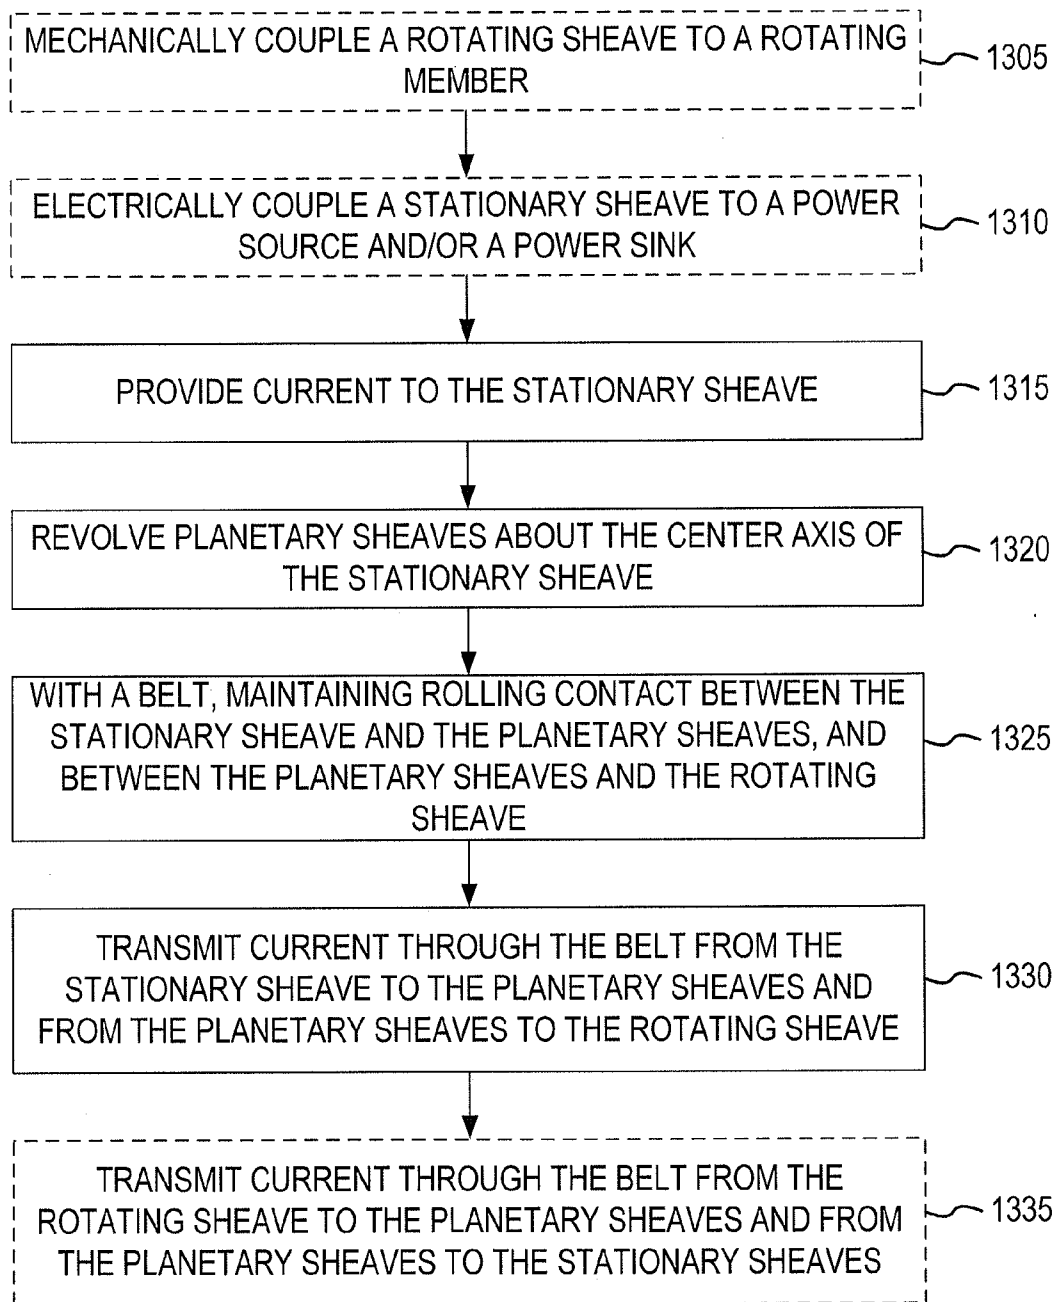 MECHANICALLY COUPLE A ROTATING SHEAVE TO A ROTATING
MEMBER
1305
ELECTRICALLY COUPLE A STATIONARY SHEAVE TO A POWER
SOURCE AND/OR A POWER SINK
1310
PROVIDE CURRENT TO THE STATIONARY SHEAVE
1315
REVOLVE PLANETARY SHEAVES ABOUT THE CENTER AXIS OF
THE STATIONARY SHEAVE
1320
WITH A BELT, MAINTAINING ROLLING CONTACT BETWEEN THE
STATIONARY SHEAVE AND THE PLANETARY SHEAVES, AND
BETWEEN THE PLANETARY SHEAVES AND THE ROTATING
SHEAVE
1325
TRANSMIT CURRENT THROUGH THE BELT FROM THE
STATIONARY SHEAVE TO THE PLANETARY SHEAVES AND
FROM THE PLANETARY SHEAVES TO THE ROTATING SHEAVE
1330
TRANSMIT CURRENT THROUGH THE BELT FROM THE
ROTATING SHEAVE TO THE PLANETARY SHEAVES AND FROM
THE PLANETARY SHEAVES TO THE STATIONARY SHEAVES
1335